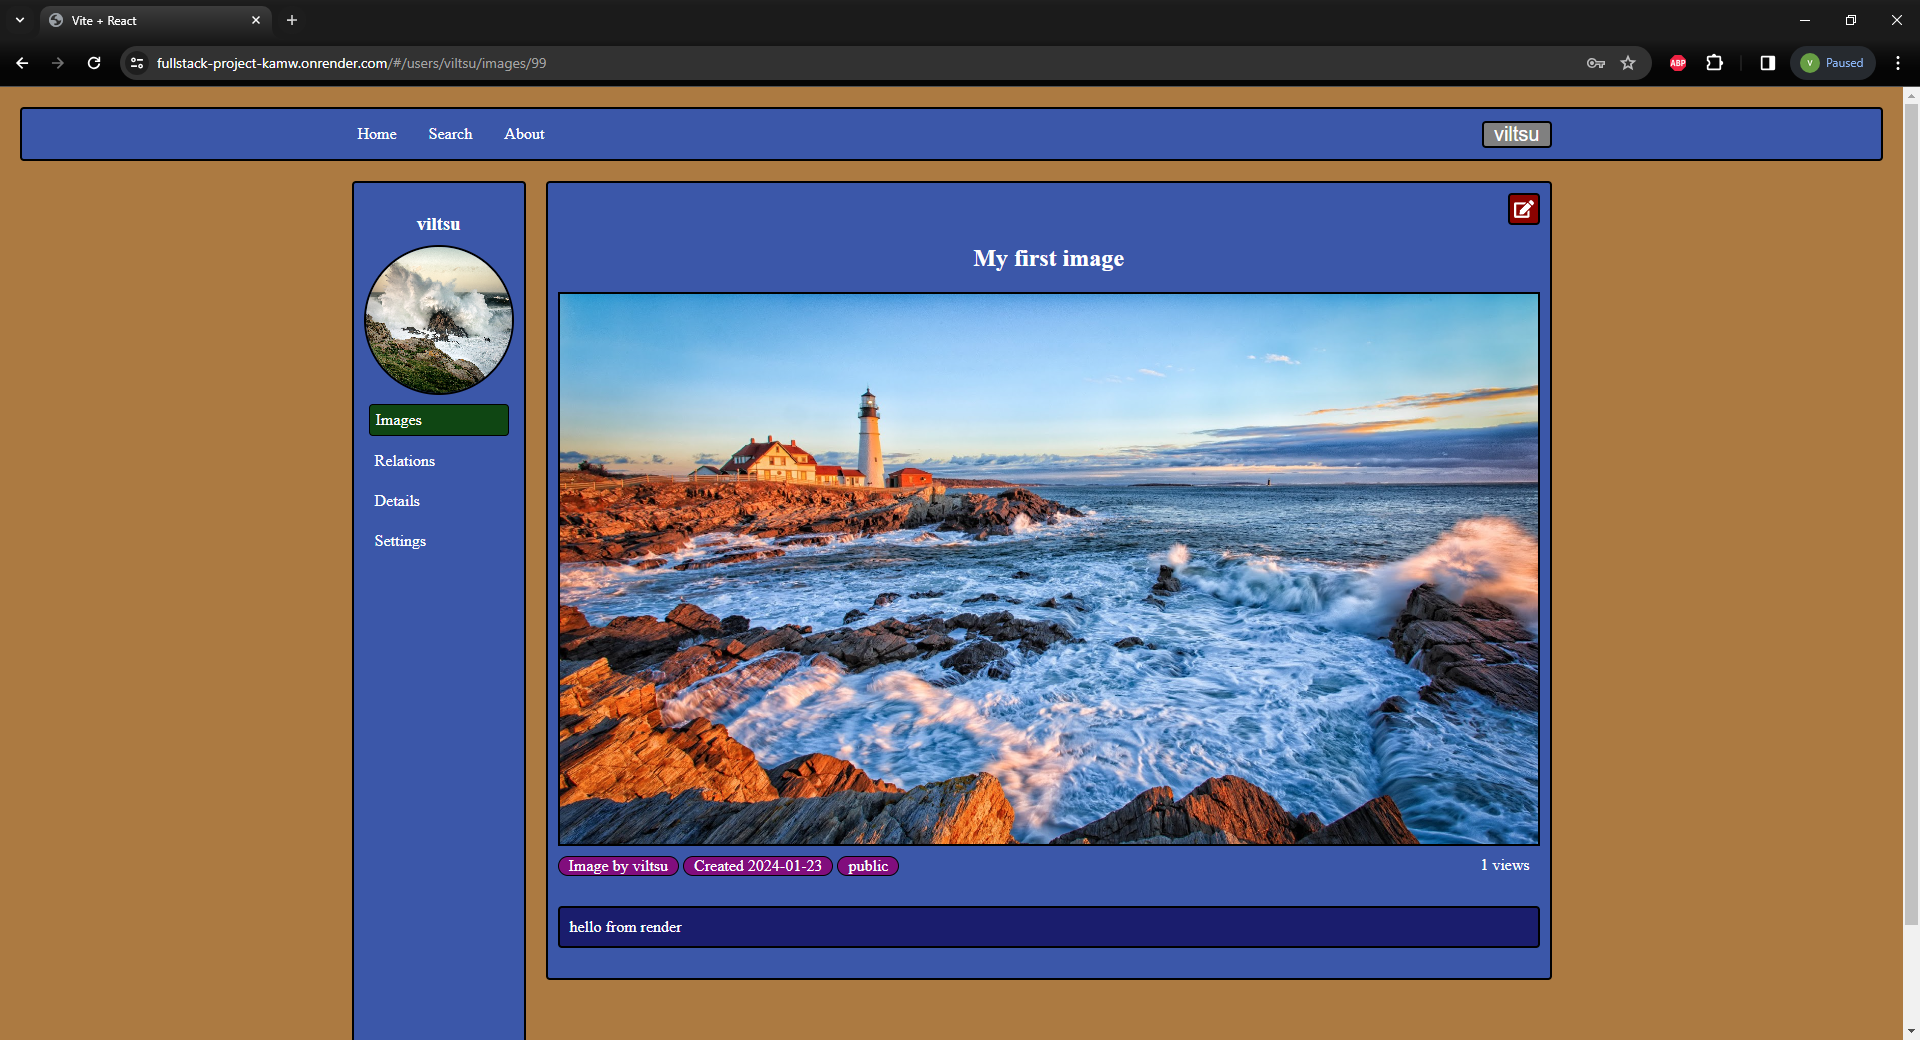 Vite + React
fullstack-project-kamw.onrender.com/#/users/viltsu/images/99
ABP
V
Paused
Home
Search
About
viltsu
viltsu
Images
Relations
Details
Settings
My first image
Image by viltsu
Created 2024-01-23
public
1 views
hello from render